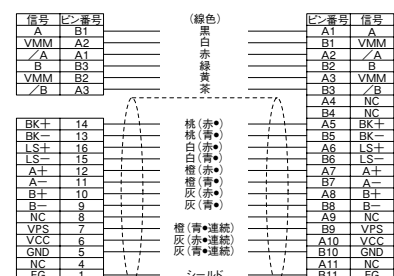 信号 ピン番号 (線色) ピン番号 信号
A B1 黒 A1 A
VMM A2 白 B1 VMM
／A A1 赤 A2 ／A
B B3 緑 B2 B
VMM B2 黄 A3 VMM
／B A3 茶 B3 ／B
A4 NC
B4 NC
BK＋ 14 桃(赤●) A5 BK＋
BK－ 13 桃(青●) B5 BK－
LS＋ 16 白(赤●) A6 LS＋
LS－ 15 白(青●) B6 LS－
A＋ 12 橙(赤●) A7 A＋
A－ 11 橙(青●) B7 A－
B＋ 10 灰(赤●) A8 B＋
B－ 9 灰(青●) B8 B－
NC 8 A9 NC
VPS 7 橙(青●連続) B9 VPS
VCC 6 灰(赤●連続) A10 VCC
GND 5 灰(青●連続) B10 GND
NC 4 A11 NC
FG 1 シールド B11 FG